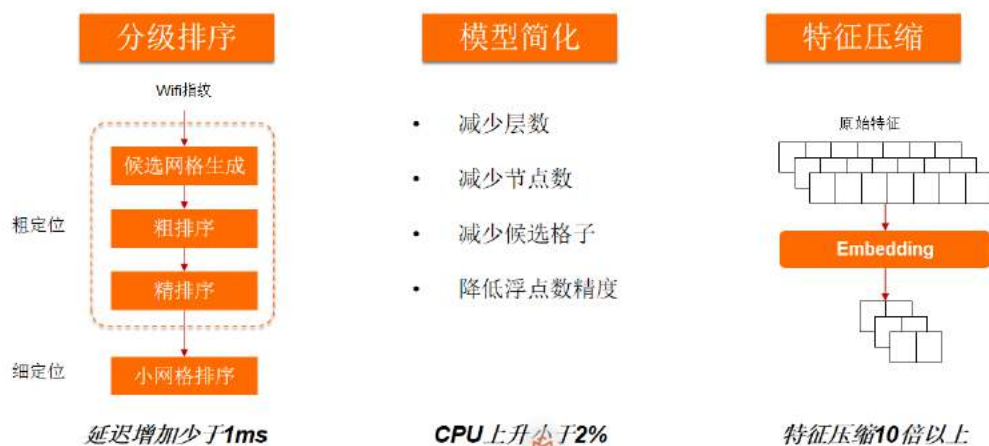 分级排序
Wifi指纹
候选网格生成
粗定位
粗排序
精排序
细定位
小网格排序
延迟增加少于1ms
模型简化
• 减少层数
• 减少节点数
• 减少候选格子
• 降低浮点数精度
CPU上升小于2%
特征压缩
原始特征
Embedding
特征压缩10倍以上